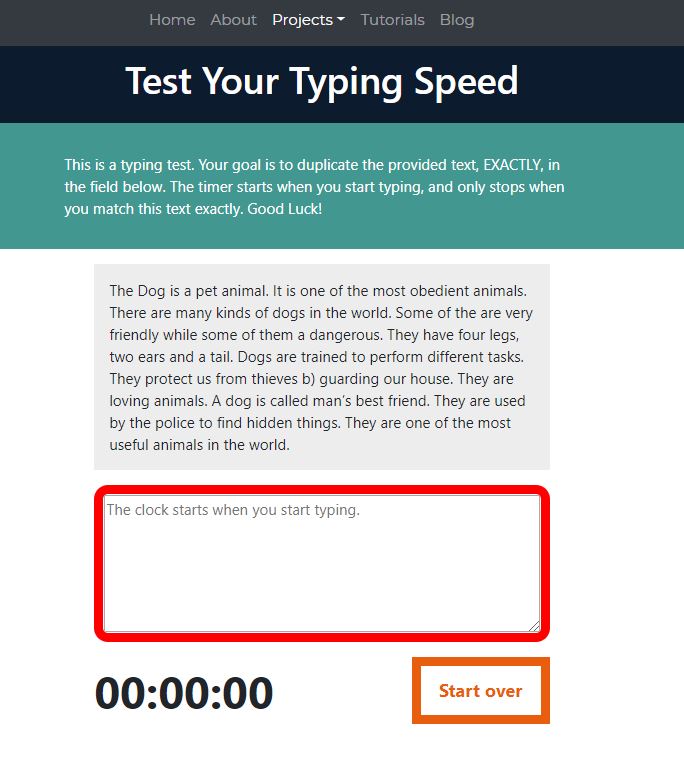 Home About Projects Tutorials Blog
Test Your Typing Speed
This is a typing test. Your goal is to duplicate the provided text, EXACTLY, in
the field below. The timer starts when you start typing, and only stops when
you match this text exactly. Good Luck!
The Dog is a pet animal. It is one of the most obedient animals.
There are many kinds of dogs in the world. Some of the are very
friendly while some of them a dangerous. They have four legs,
two ears and a tail. Dogs are trained to perform different tasks.
They protect us from thieves b) guarding our house. They are
loving animals. A dog is called man’s best friend. They are used
by the police to find hidden things. They are one of the most
useful animals in the world.
The clock starts when you start typing.
00:00:00 Start over